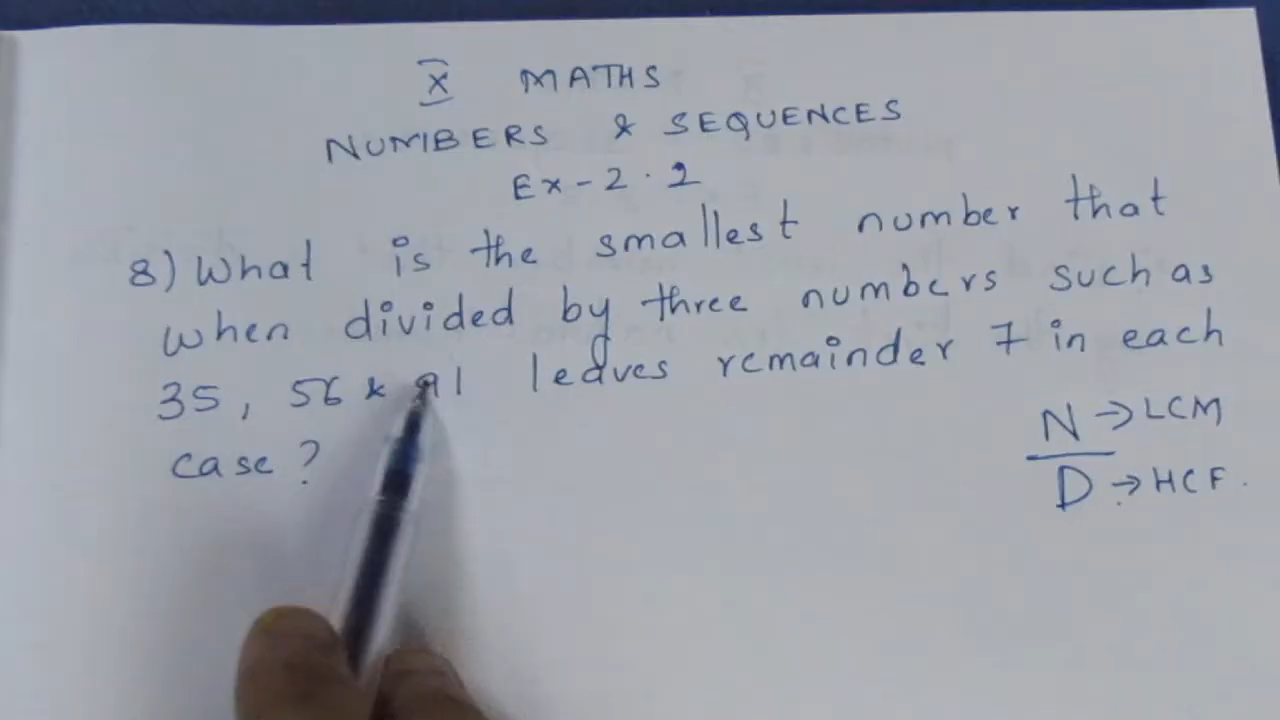 X MATHS
NUMBERS & SEQUENCES
Ex-2.2
8) What is the smallest number that
when divided by three numbers such as
35, 56 & 91 leaves remainder 7 in each
case?
N → LCM
D → HCF.